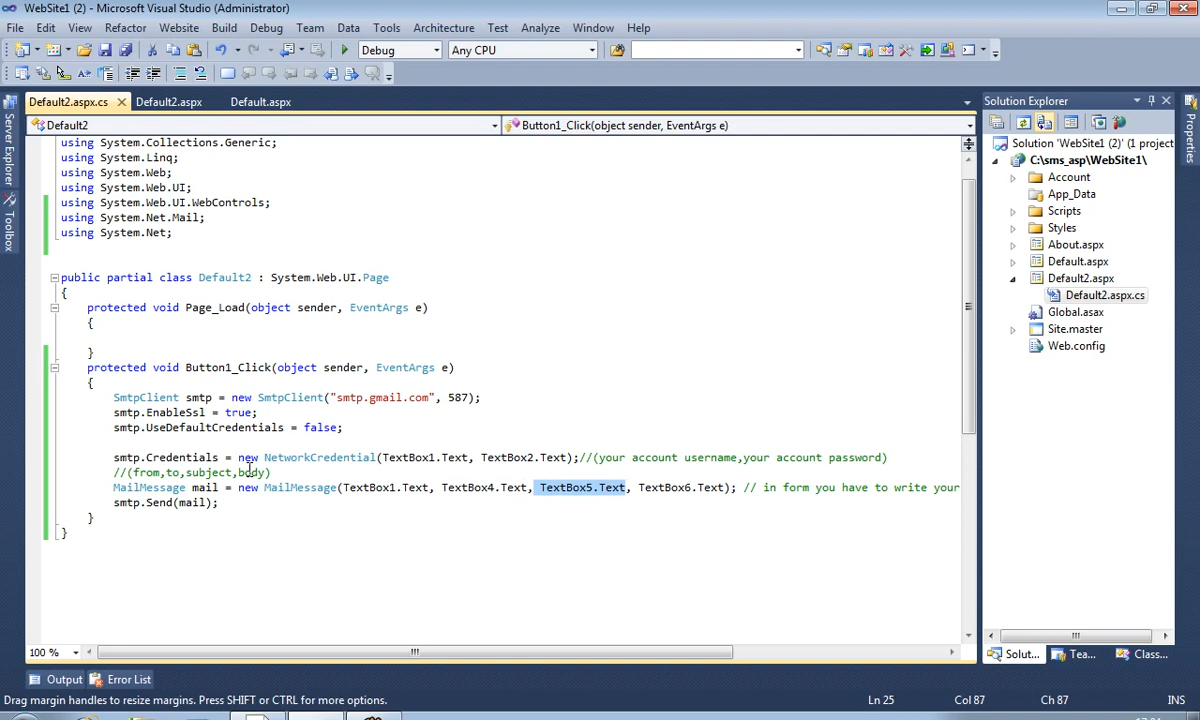 WebSite1 (2) - Microsoft Visual Studio (Administrator)
File Edit View Refactor Website Build Debug Team Data Tools Architecture Test Analyze Window Help
Debug Any CPU
Default2.aspx.cs Default2.aspx Default.aspx
Default2 Button1_Click(object sender, EventArgs e)
using System.Collections.Generic;
using System.Linq;
using System.Web;
using System.Web.UI;
using System.Web.UI.WebControls;
using System.Net.Mail;
using System.Net;
public partial class Default2 : System.Web.UI.Page
{
protected void Page_Load(object sender, EventArgs e)
{
}
protected void Button1_Click(object sender, EventArgs e)
{
SmtpClient smtp = new SmtpClient("smtp.gmail.com", 587);
smtp.EnableSsl = true;
smtp.UseDefaultCredentials = false;
smtp.Credentials = new NetworkCredential(TextBox1.Text, TextBox2.Text);//(your account username,your account password)
//(from,to,subject,body)
MailMessage mail = new MailMessage(TextBox1.Text, TextBox4.Text, TextBox5.Text, TextBox6.Text); // in form you have to write your
smtp.Send(mail);
}
}
100 %
Server Explorer
Toolbox
Solution Explorer
Solution 'WebSite1 (2)' (1 project
C:\sms_asp\WebSite1\
Account
App_Data
Scripts
Styles
About.aspx
Default.aspx
Default2.aspx
Default2.aspx.cs
Global.asax
Site.master
Web.config
Solut... Tea... Class...
Properties
Output Error List
Drag margin handles to resize margins. Press SHIFT or CTRL for more options. Ln 25 Col 87 Ch 87 INS